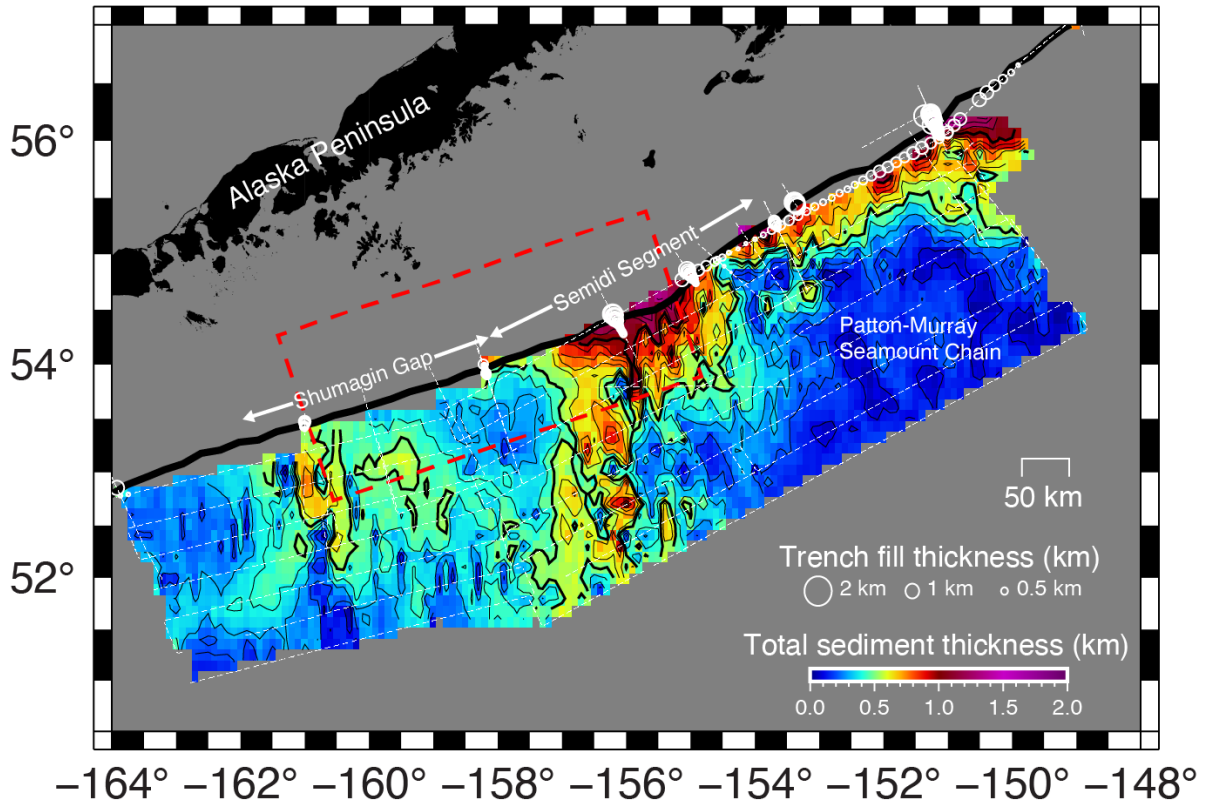 56°
54°
52°
Alaska Peninsula
Semidi Segment
Shumagin Gap
Patton-Murray
Seamount Chain
50 km
Trench fill thickness (km)
2 km 1 km 0.5 km
Total sediment thickness (km)
0.0 0.5 1.0 1.5 2.0
−164° −162° −160° −158° −156° −154° −152° −150° −148°